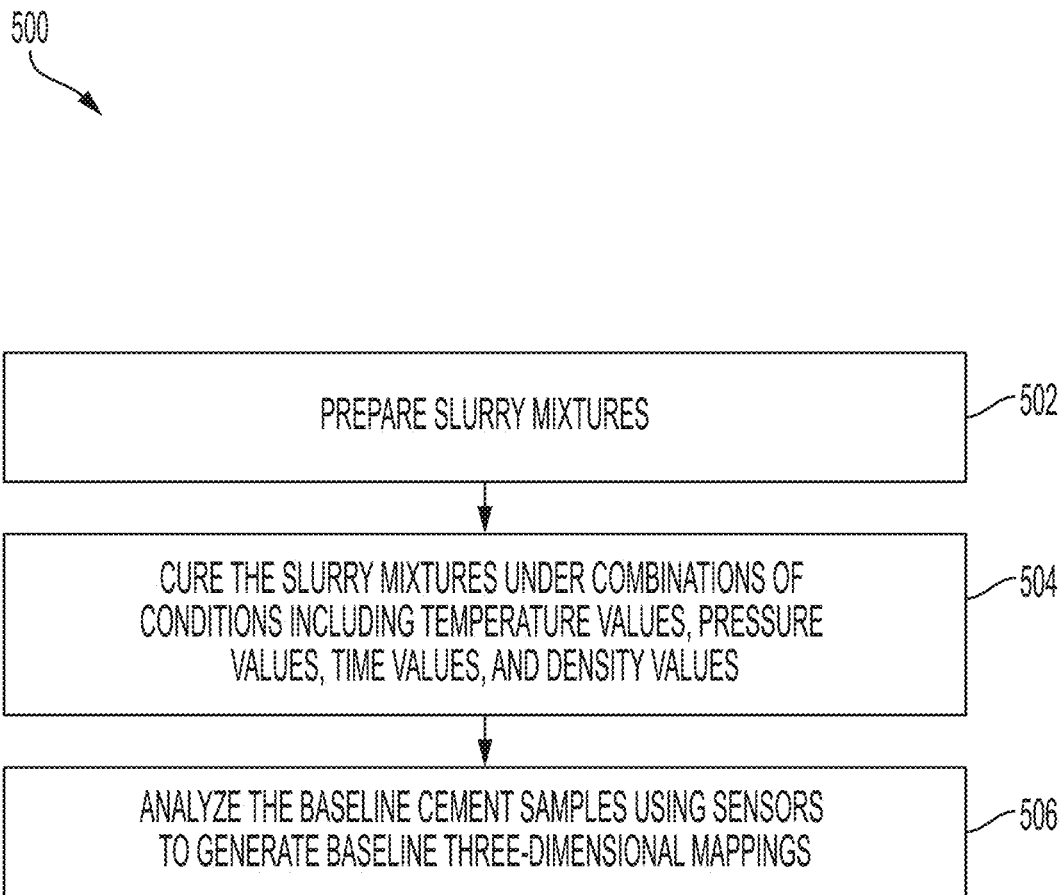 500
PREPARE SLURRY MIXTURES
502
CURE THE SLURRY MIXTURES UNDER COMBINATIONS OF
CONDITIONS INCLUDING TEMPERATURE VALUES, PRESSURE
VALUES, TIME VALUES, AND DENSITY VALUES
504
ANALYZE THE BASELINE CEMENT SAMPLES USING SENSORS
TO GENERATE BASELINE THREE-DIMENSIONAL MAPPINGS
506